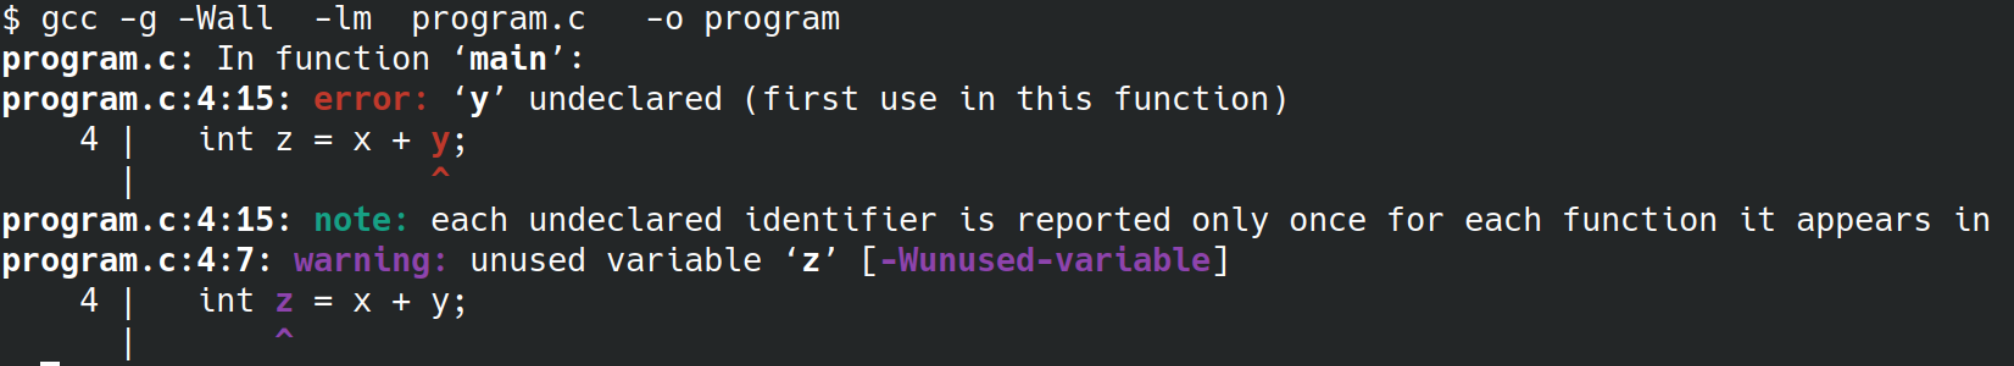 $ gcc -g -Wall  -lm  program.c   -o program
program.c: In function ‘main’:
program.c:4:15: error: ‘y’ undeclared (first use in this function)
    4 |   int z = x + y;
      |               ^
program.c:4:15: note: each undeclared identifier is reported only once for each function it appears in
program.c:4:7: warning: unused variable ‘z’ [-Wunused-variable]
    4 |   int z = x + y;
      |       ^